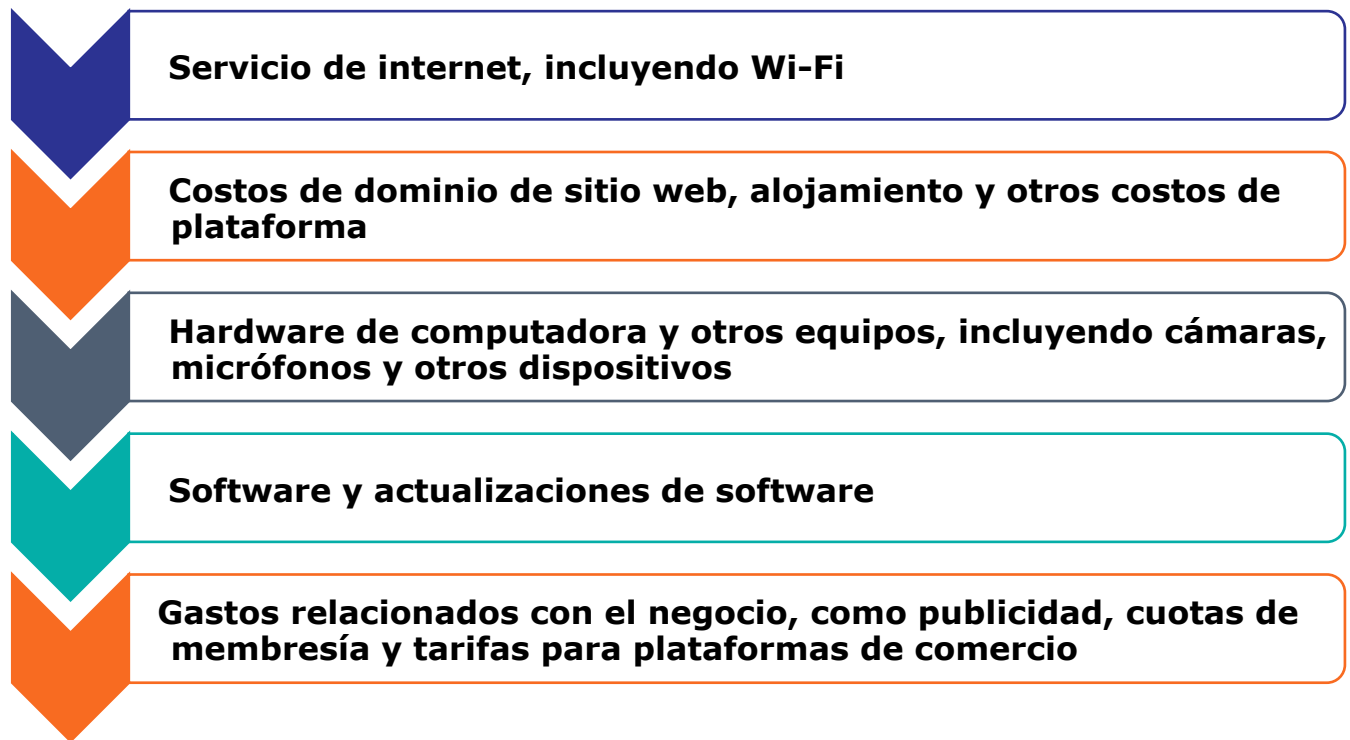 Servicio de internet, incluyendo Wi-Fi
Costos de dominio de sitio web, alojamiento y otros costos de
plataforma
Hardware de computadora y otros equipos, incluyendo cámaras,
micrófonos y otros dispositivos
Software y actualizaciones de software
Gastos relacionados con el negocio, como publicidad, cuotas de
membresía y tarifas para plataformas de comercio